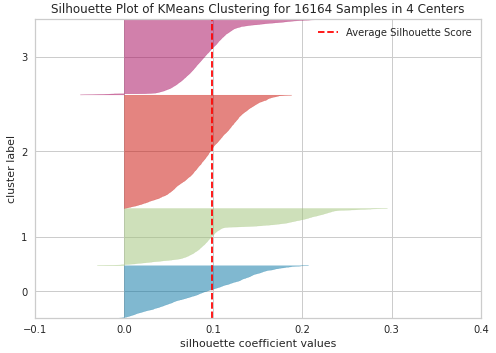 Silhouette Plot of KMeans Clustering for 16164 Samples in 4 Centers
Average Silhouette Score
3
2
1
0
cluster label
−0.1 0.0 0.1 0.2 0.3 0.4
silhouette coefficient values